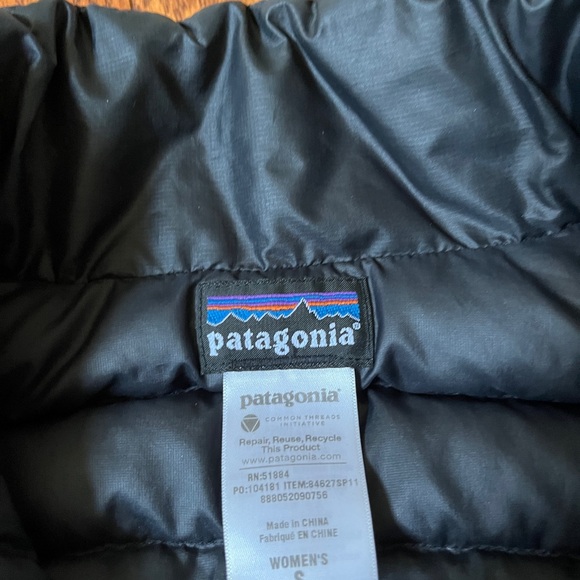 patagonia®
patagonia®
COMMON THREADS
INITIATIVE
Repair, Reuse, Recycle
This Product
www.patagonia.com
RN:51884
PO:104181 ITEM:84627SP11
888052090756
Made in CHINA
Fabriqué EN CHINE
WOMEN'S
S